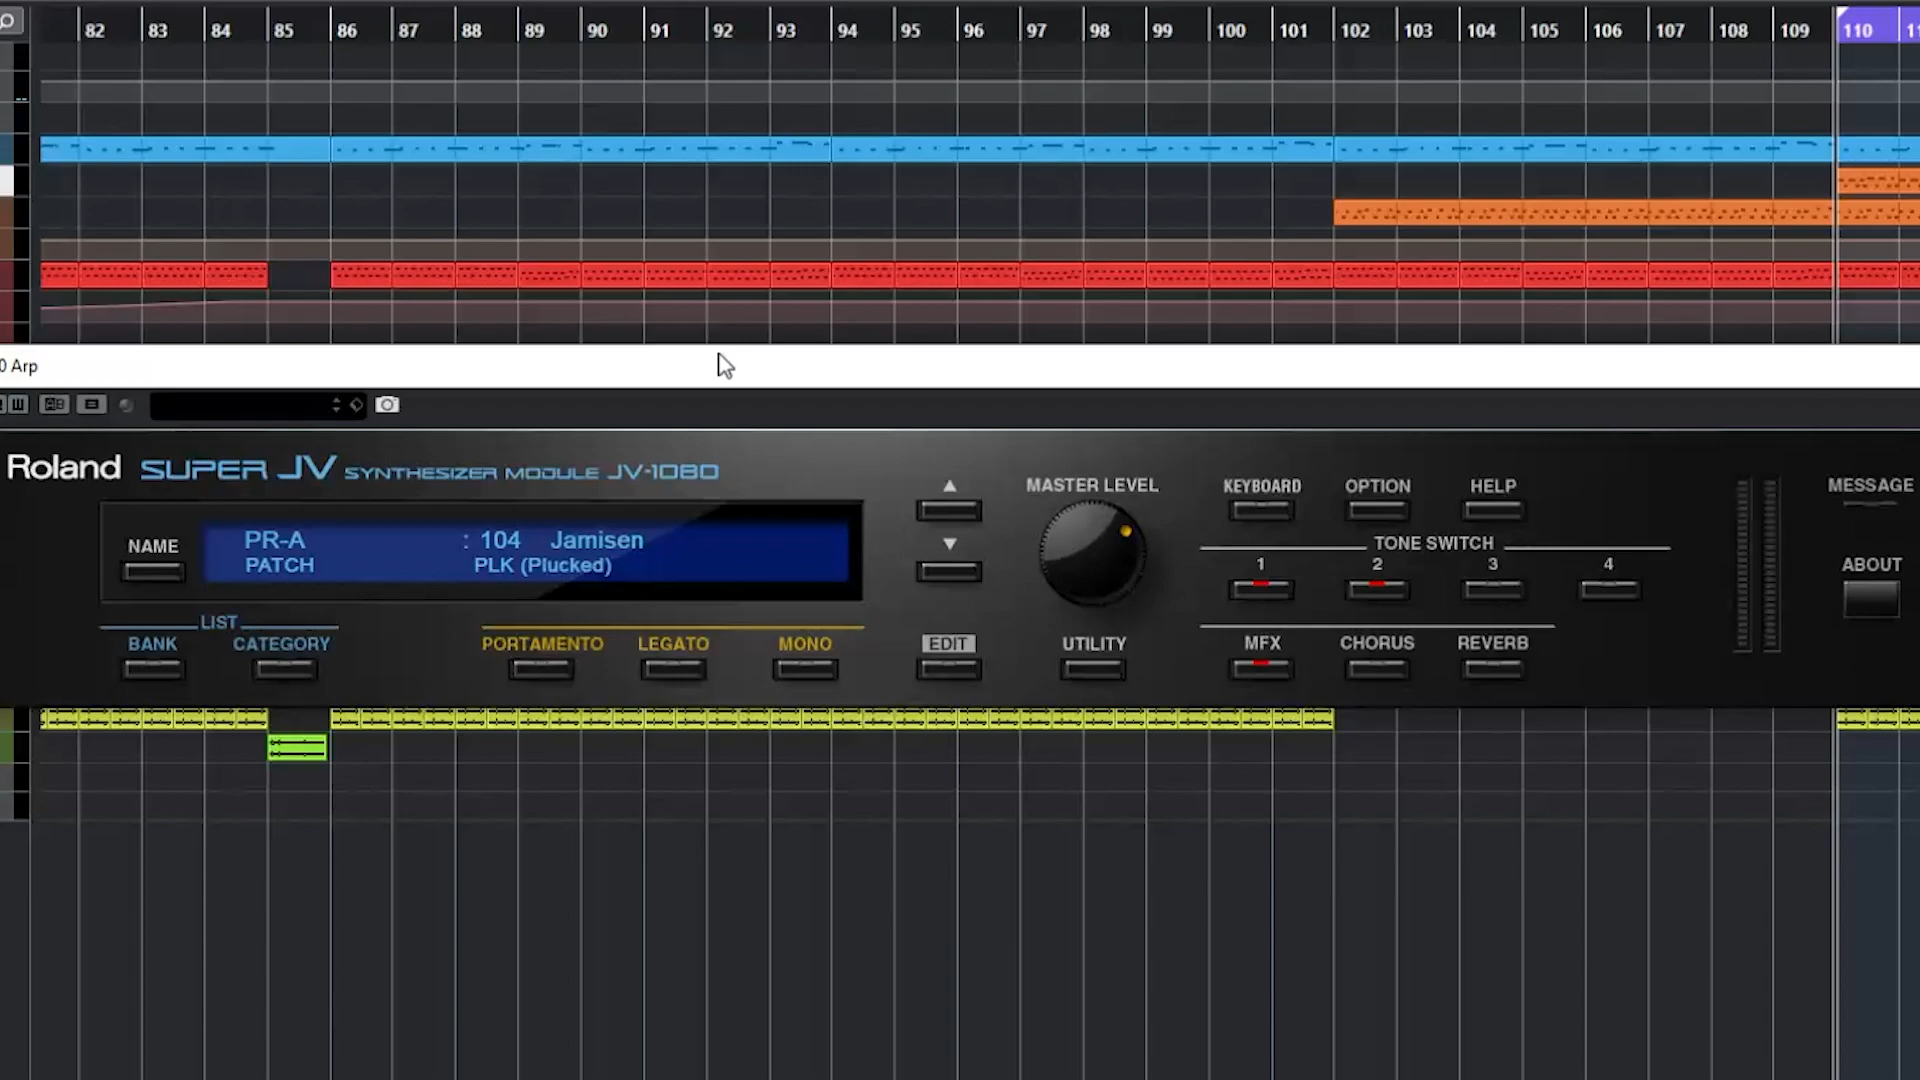 82 83 84 85 86 87 88 89 90 91 92 93 94 95 96 97 98 99 100 101 102 103 104 105 106 107 108 109 110
0 Arp
Roland SUPER JV SYNTHESIZER MODULE JV-1080
MASTER LEVEL
KEYBOARD OPTION HELP
MESSAGE
NAME
PR-A : 104 Jamisen
PATCH PLK (Plucked)
TONE SWITCH
1 2 3 4
ABOUT
LIST
BANK CATEGORY
PORTAMENTO LEGATO MONO
EDIT
UTILITY
MFX CHORUS REVERB